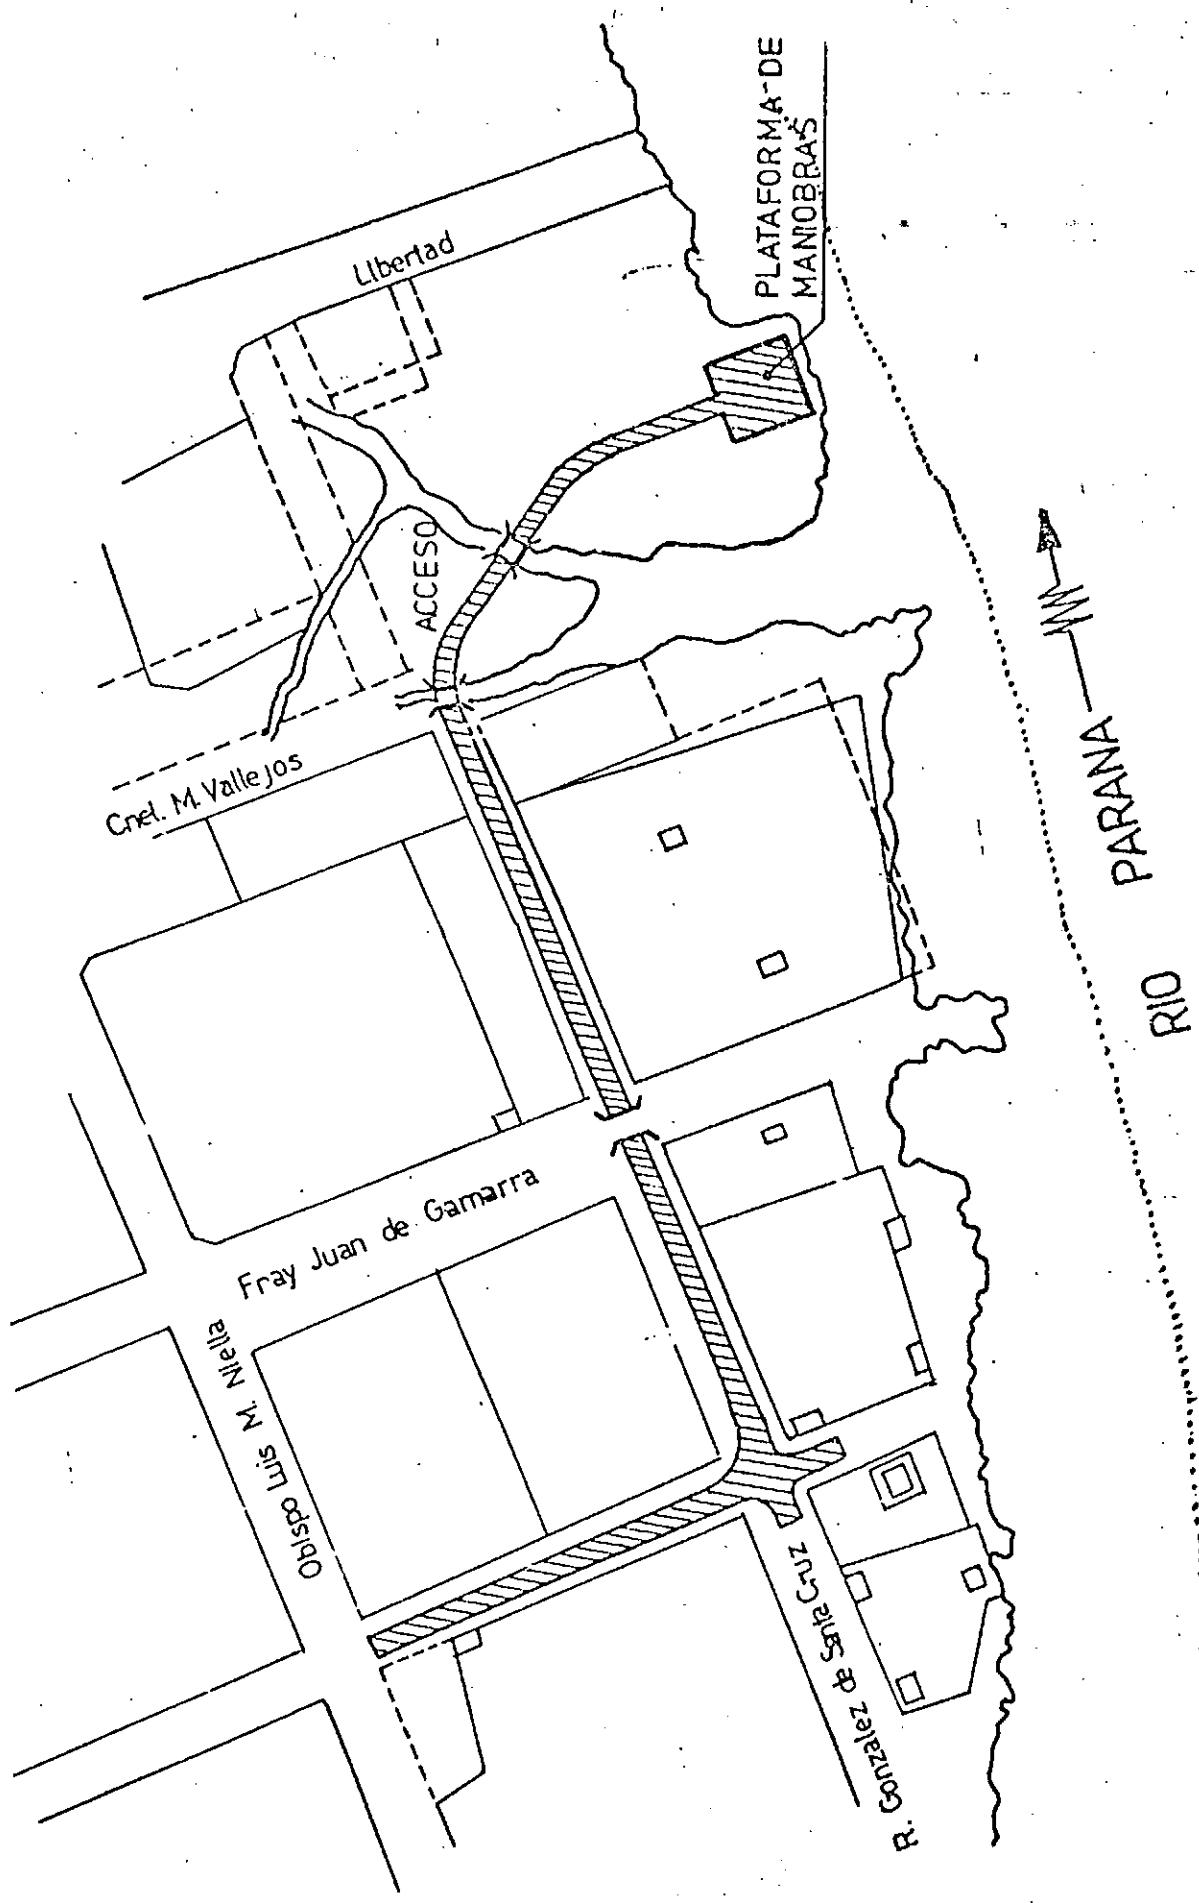 Libertad
PLATAFORMA-DE
MANIOBRAS
ACCESO
Cnel. M. Vallejos
Fray Juan de Gamarra
Obispo Luis M. Niella
R. Gonzalez de Santa Cruz
RIO PARANA